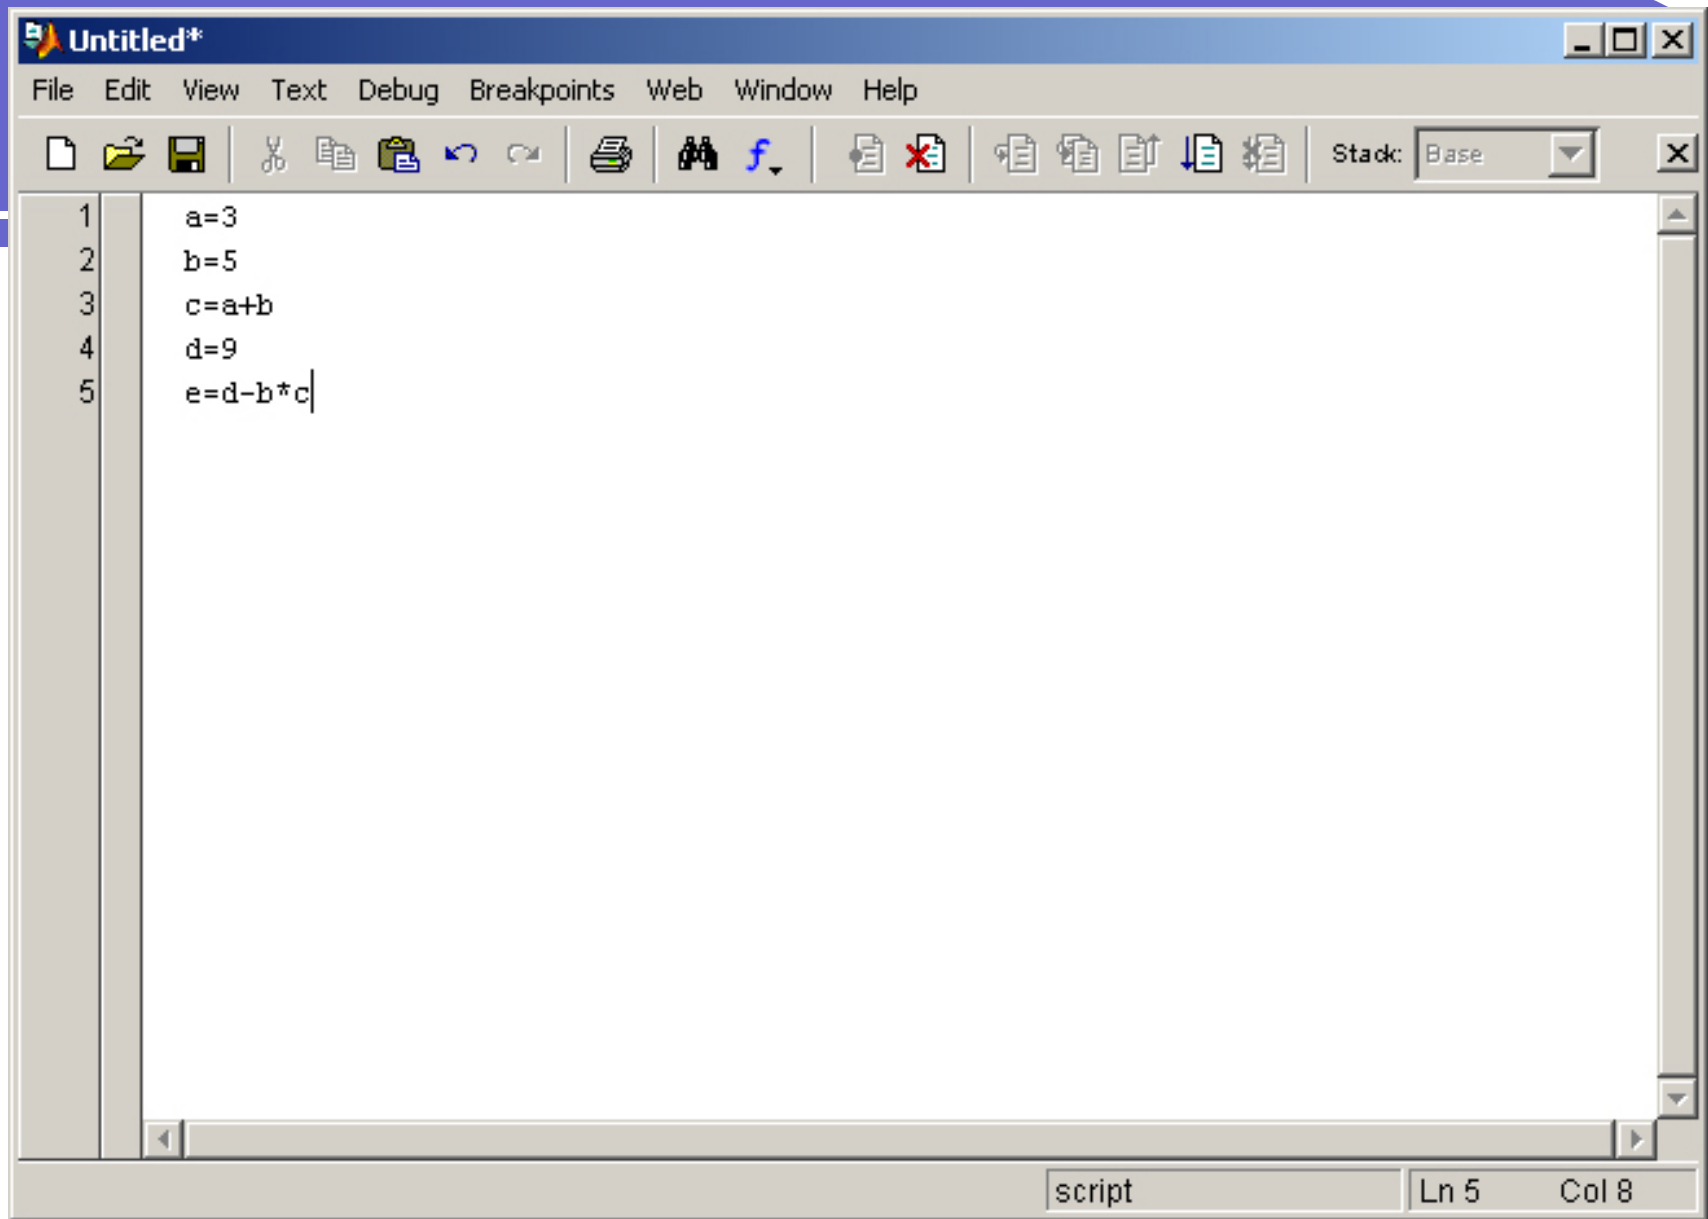 Untitled*
File Edit View Text Debug Breakpoints Web Window Help
Stack: Base
1 a=3
2 b=5
3 c=a+b
4 d=9
5 e=d-b*c
script Ln 5 Col 8